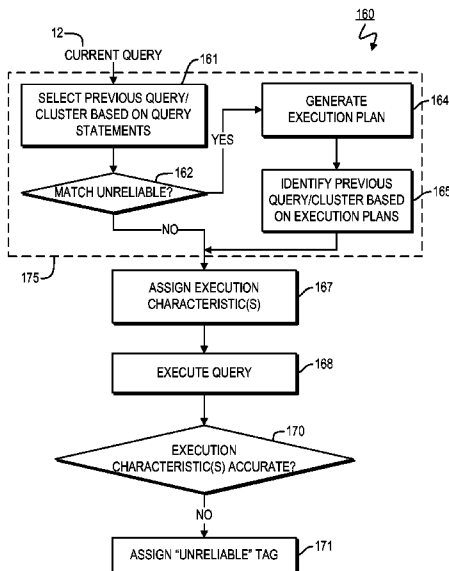 160
12
CURRENT QUERY
161
SELECT PREVIOUS QUERY/
CLUSTER BASED ON QUERY
STATEMENTS
GENERATE
EXECUTION PLAN
164
YES
162
MATCH UNRELIABLE?
IDENTIFY PREVIOUS
QUERY/CLUSTER BASED
ON EXECUTION PLANS
165
NO
175
ASSIGN EXECUTION
CHARACTERISTIC(S)
167
EXECUTE QUERY
168
170
EXECUTION
CHARACTERISTIC(S) ACCURATE?
NO
ASSIGN “UNRELIABLE” TAG
171